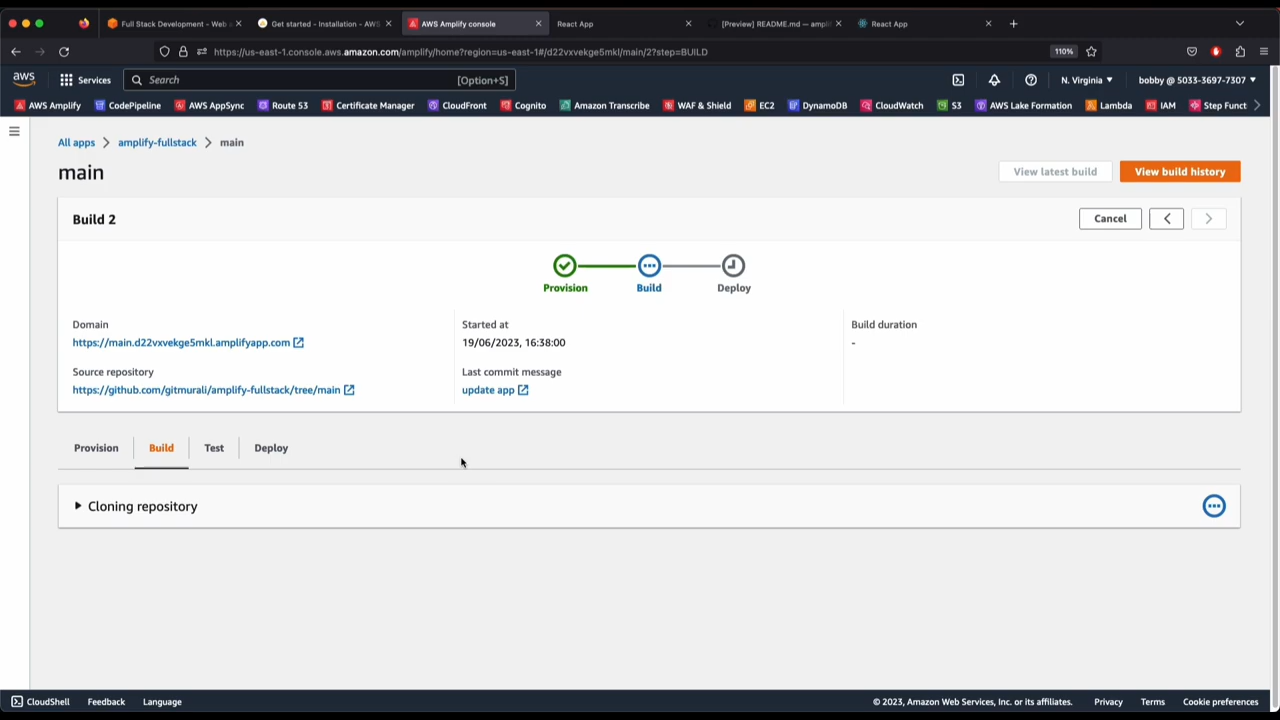 Full Stack Development - Web a
Get started - Installation - AWS
AWS Amplify console
React App
[Preview] README.md — ampli
React App
https://us-east-1.console.aws.amazon.com/amplify/home?region=us-east-1#/d22vxvekge5mkl/main/2?step=BUILD
110%
aws
Services
Search
[Option+S]
N. Virginia
bobby @ 5033-3697-7307
AWS Amplify
CodePipeline
AWS AppSync
Route 53
Certificate Manager
CloudFront
Cognito
Amazon Transcribe
WAF & Shield
EC2
DynamoDB
CloudWatch
S3
AWS Lake Formation
Lambda
IAM
Step Funct
All apps
amplify-fullstack
main
main
View latest build
View build history
Build 2
Cancel
Provision
Build
Deploy
Domain
https://main.d22vxvekge5mkl.amplifyapp.com
Started at
19/06/2023, 16:38:00
Build duration
-
Source repository
https://github.com/gitmurali/amplify-fullstack/tree/main
Last commit message
update app
Provision
Build
Test
Deploy
Cloning repository
CloudShell
Feedback
Language
© 2023, Amazon Web Services, Inc. or its affiliates.
Privacy
Terms
Cookie preferences